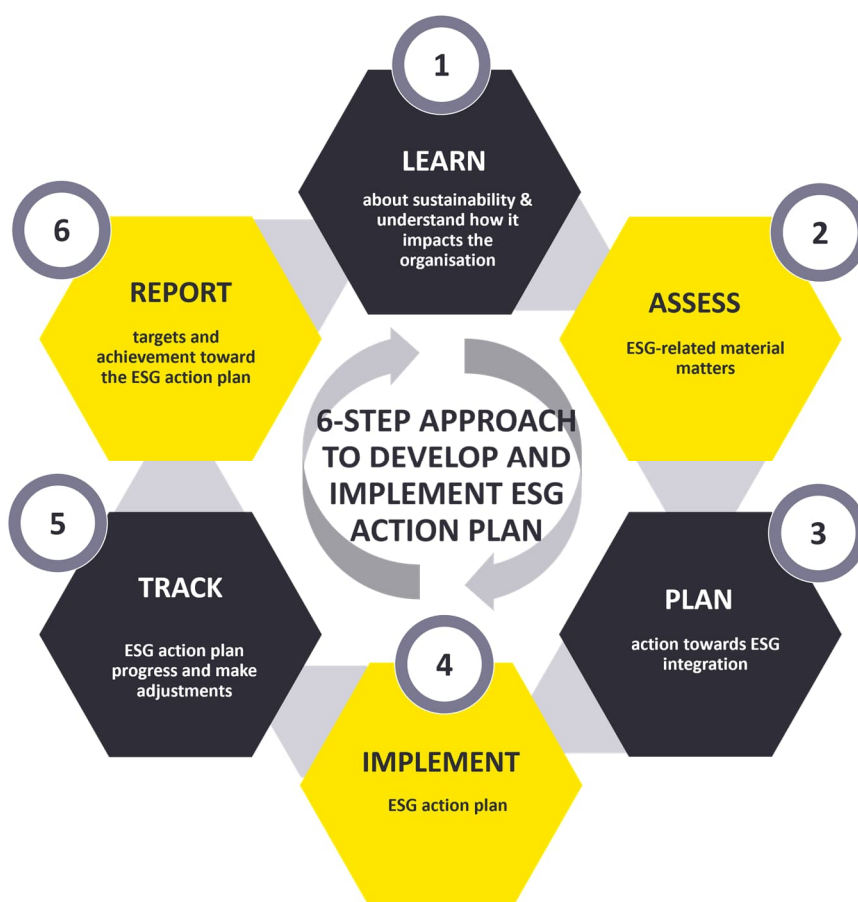 1
LEARN
about sustainability &
understand how it
impacts the
organisation
2
ASSESS
ESG-related material
matters
3
PLAN
action towards ESG
integration
4
IMPLEMENT
ESG action plan
5
TRACK
ESG action plan
progress and make
adjustments
6
REPORT
targets and
achievement toward
the ESG action plan
6-STEP APPROACH
TO DEVELOP AND
IMPLEMENT ESG
ACTION PLAN